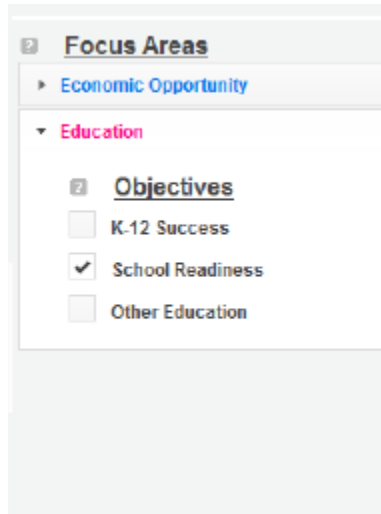 Focus Areas
Economic Opportunity
Education
Objectives
K-12 Success
School Readiness
Other Education